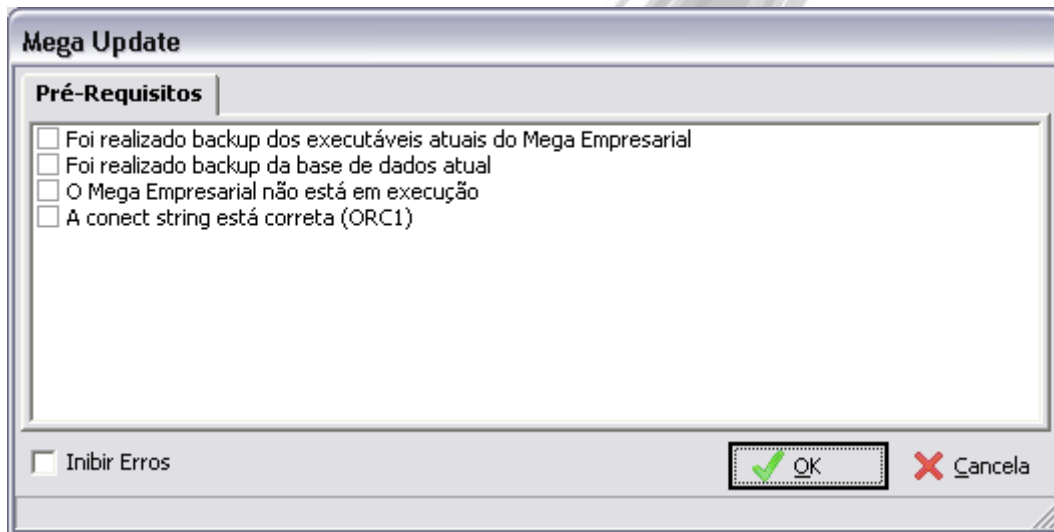 Mega Update
Pré-Requisitos
Foi realizado backup dos executáveis atuais do Mega Empresarial
Foi realizado backup da base de dados atual
O Mega Empresarial não está em execução
A conect string está correta (ORC1)
Inibir Erros
OK
Cancela